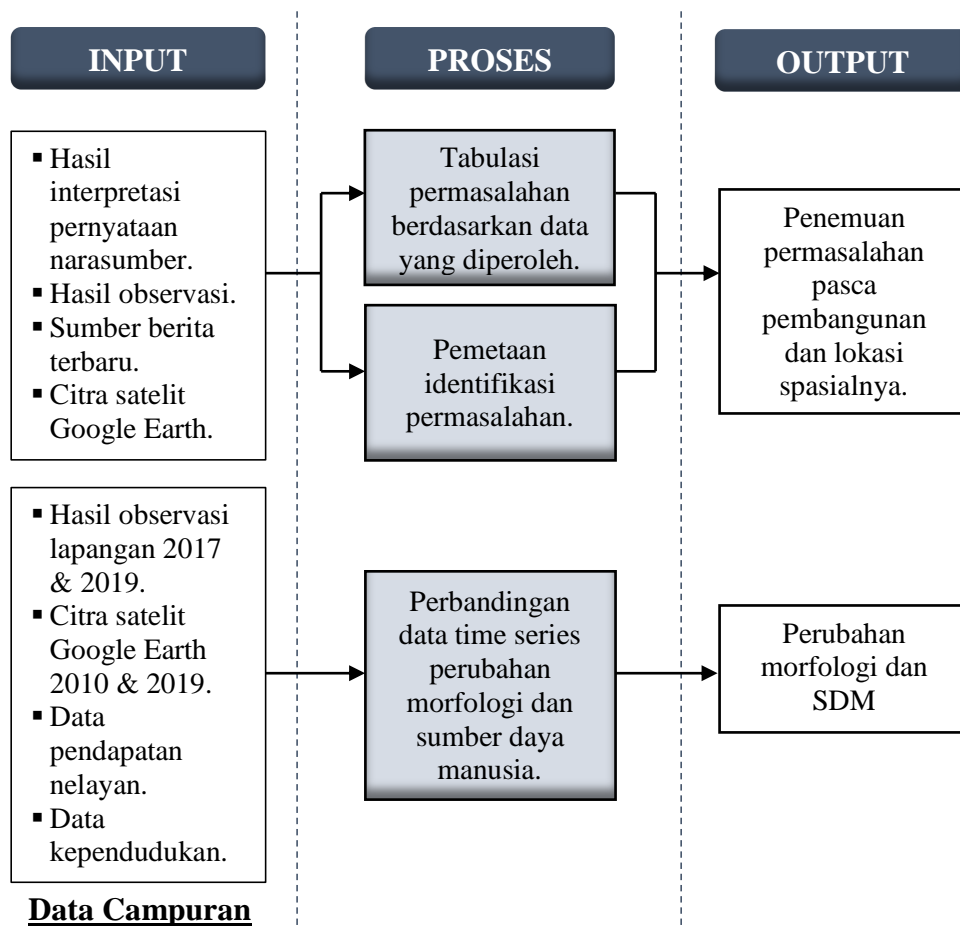 INPUT
PROSES
OUTPUT
▪ Hasil
interpretasi
pernyataan
narasumber.
▪ Hasil observasi.
▪ Sumber berita
terbaru.
▪ Citra satelit
Google Earth.
Tabulasi
permasalahan
berdasarkan data
yang diperoleh.
Pemetaan
identifikasi
permasalahan.
Penemuan
permasalahan
pasca
pembangunan
dan lokasi
spasialnya.
▪ Hasil observasi
lapangan 2017
& 2019.
▪ Citra satelit
Google Earth
2010 & 2019.
▪ Data
pendapatan
nelayan.
▪ Data
kependudukan.
Perbandingan
data time series
perubahan
morfologi dan
sumber daya
manusia.
Perubahan
morfologi dan
SDM
Data Campuran